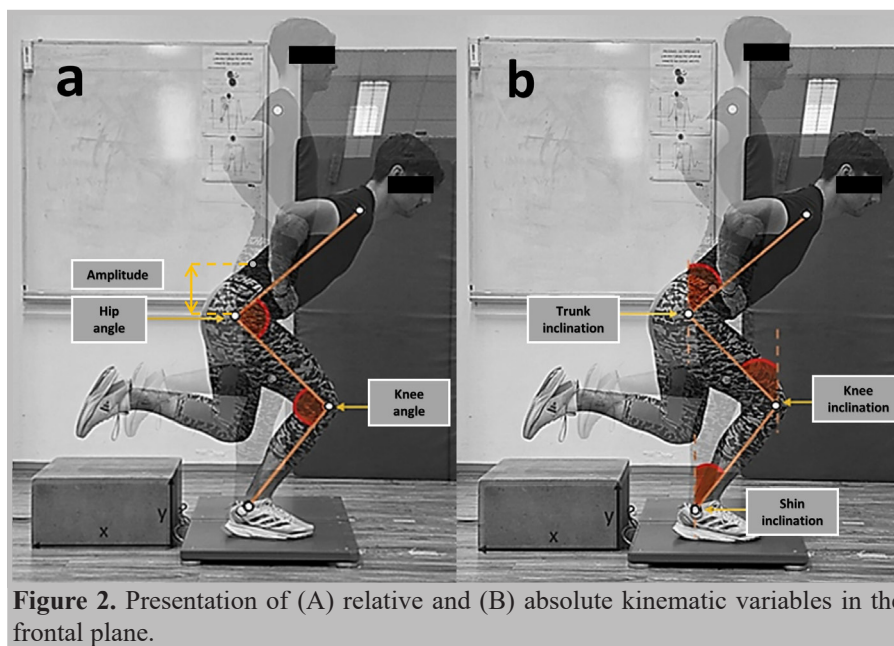 a
b
Amplitude
Hip
angle
Knee
angle
Trunk
inclination
Knee
inclination
Shin
inclination
x
y
x
y
Figure 2. Presentation of (A) relative and (B) absolute kinematic variables in the
frontal plane.